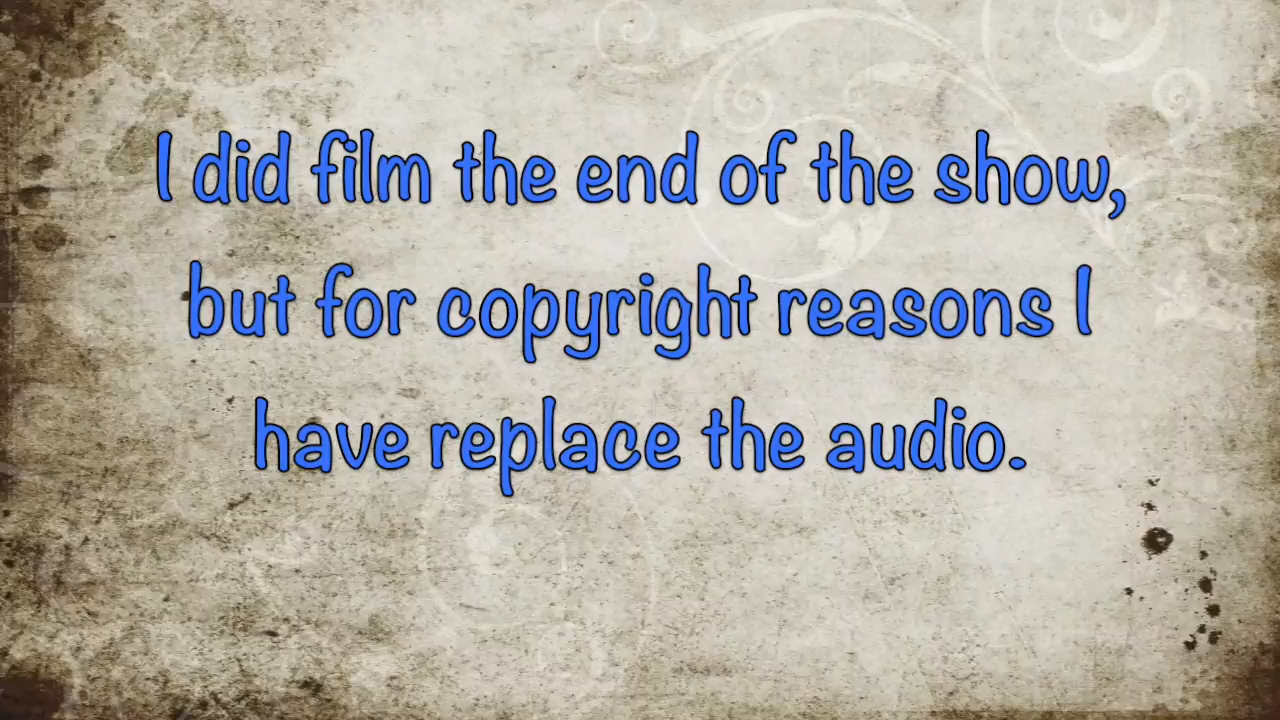 I did film the end of the show,
but for copyright reasons I
have replace the audio.